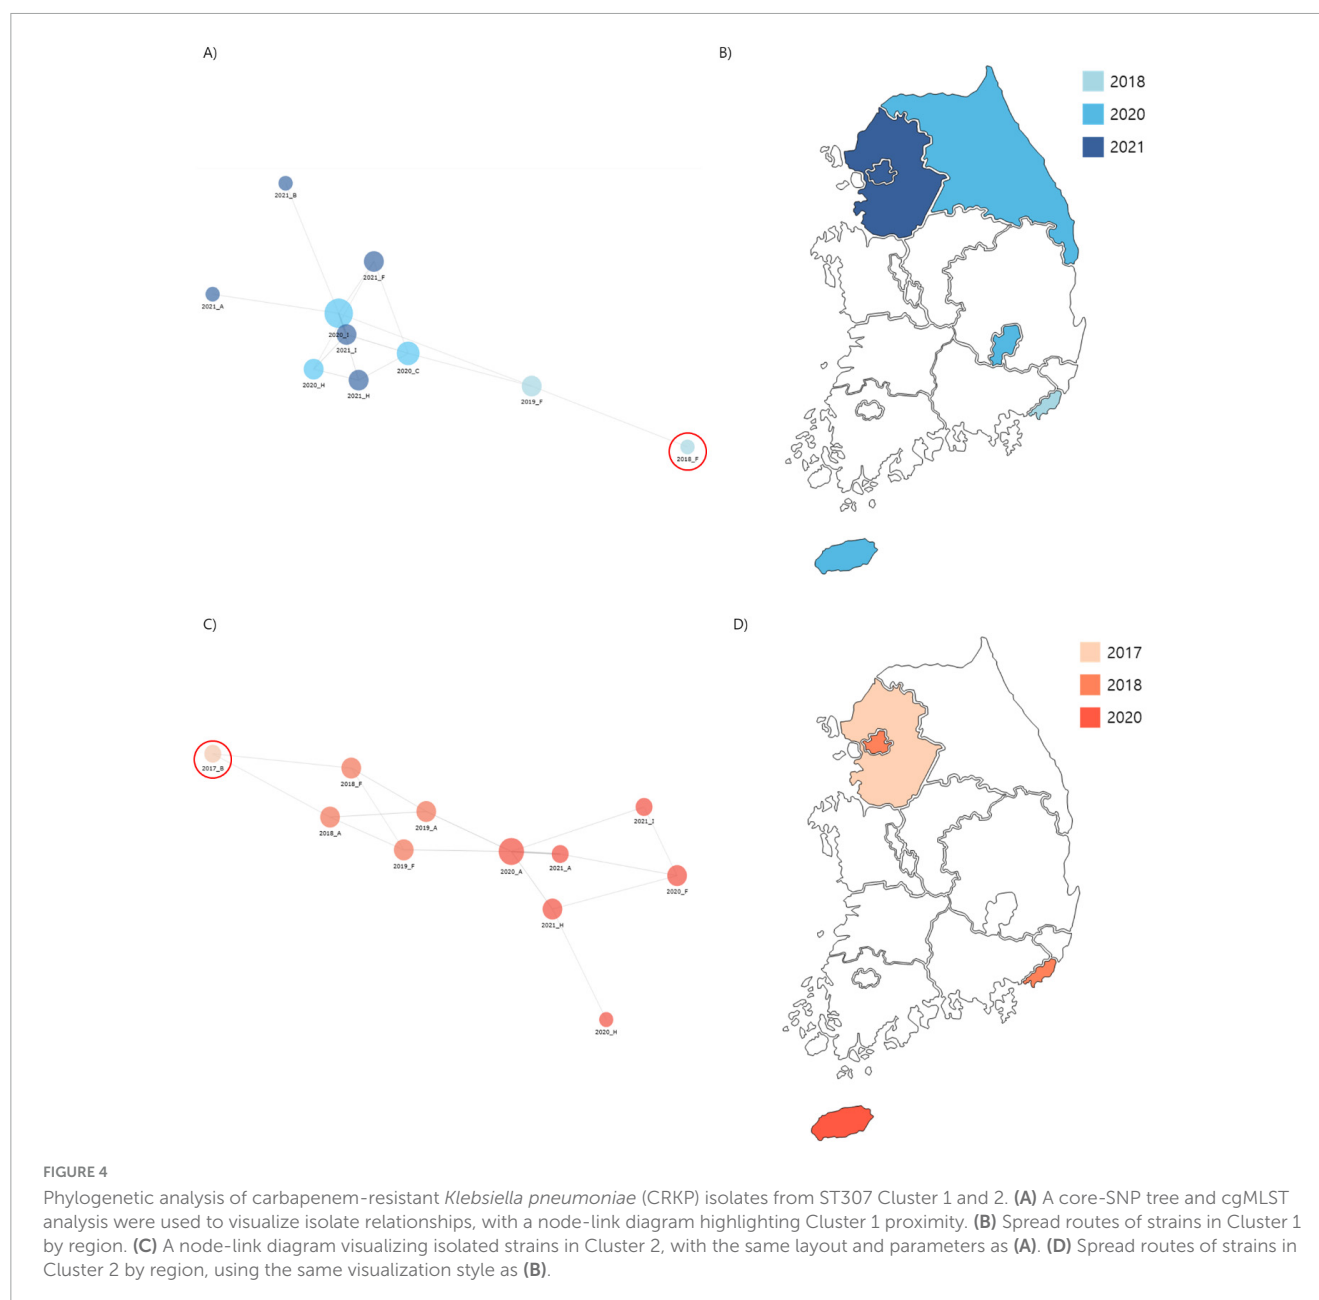 A)
2021_B
2021_F
2021_A
2020_I
2021_I
2020_C
2020_H
2021_H
2019_F
2018_F
B)
2018
2020
2021
C)
2017_B
2018_F
2018_A
2019_A
2019_F
2020_A
2021_A
2021_I
2020_F
2021_H
2020_H
D)
2017
2018
2020
FIGURE 4
Phylogenetic analysis of carbapenem-resistant Klebsiella pneumoniae (CRKP) isolates from ST307 Cluster 1 and 2. (A) A core-SNP tree and cgMLST
analysis were used to visualize isolate relationships, with a node-link diagram highlighting Cluster 1 proximity. (B) Spread routes of strains in Cluster 1
by region. (C) A node-link diagram visualizing isolated strains in Cluster 2, with the same layout and parameters as (A). (D) Spread routes of strains in
Cluster 2 by region, using the same visualization style as (B).